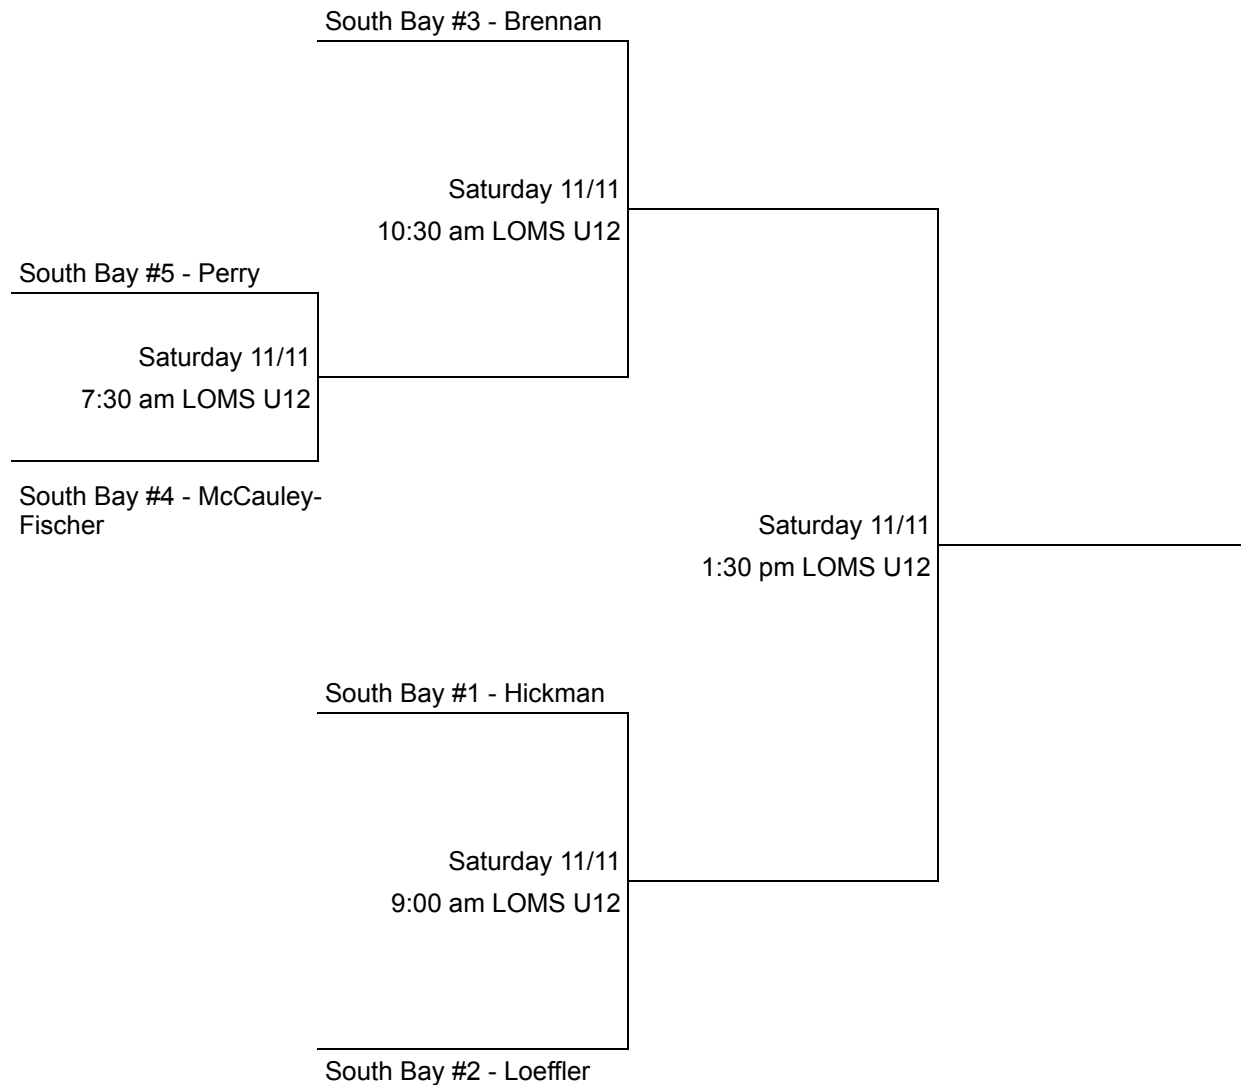 South Bay #3 - Brennan
Saturday 11/11
10:30 am LOMS U12
South Bay #5 - Perry
Saturday 11/11
7:30 am LOMS U12
South Bay #4 - McCauley-
Fischer
Saturday 11/11
1:30 pm LOMS U12
South Bay #1 - Hickman
Saturday 11/11
9:00 am LOMS U12
South Bay #2 - Loeffler